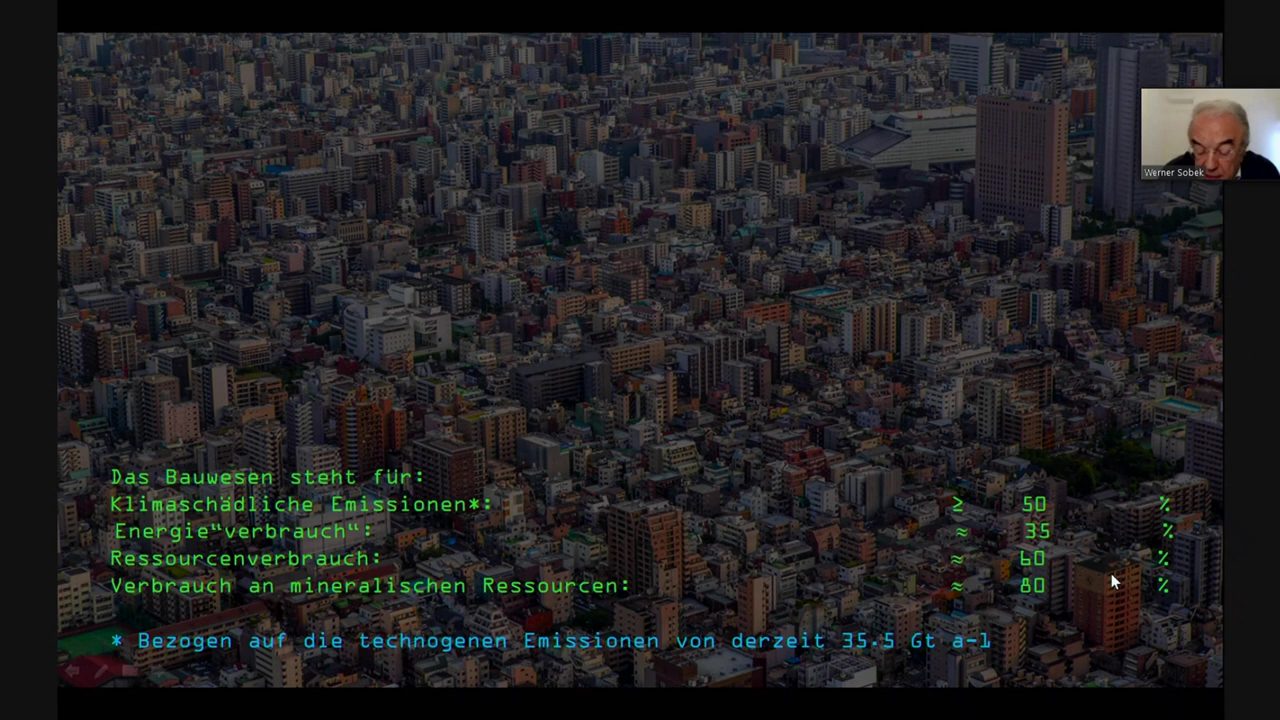 Werner Sobek
Das Bauwesen steht für:
Klimaschädliche Emissionen*: ≥ 50 %
Energie“verbrauch“: ≈ 35 %
Ressourcenverbrauch: ≈ 60 %
Verbrauch an mineralischen Ressourcen: ≈ 80 %
* Bezogen auf die technogenen Emissionen von derzeit 35.5 Gt a-1